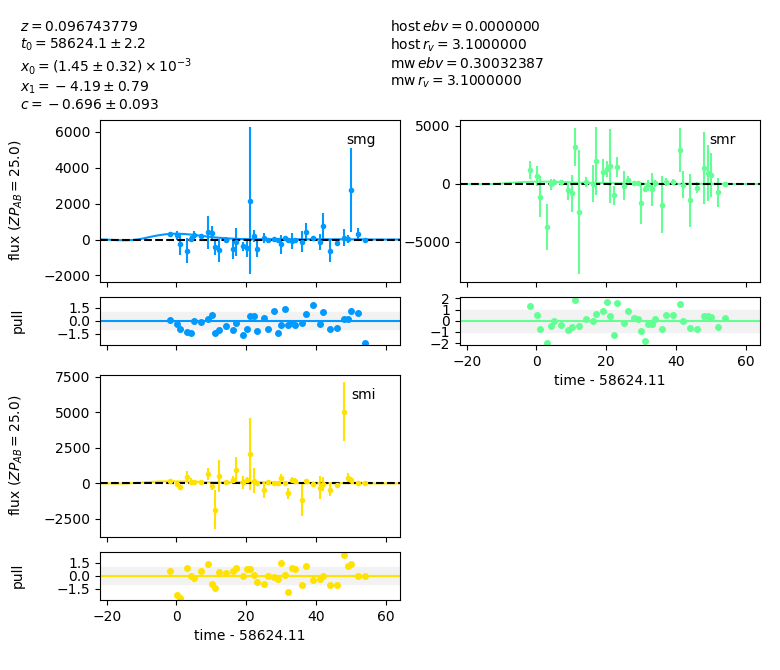 z = 0.096743779
t0 = 58624.1 ± 2.2
x0 = (1.45 ± 0.32) × 10^−3
x1 = −4.19 ± 0.79
c = −0.696 ± 0.093
host ebv = 0.0000000
host r_v = 3.1000000
mw ebv = 0.30032387
mw r_v = 3.1000000
smg
flux (ZP_AB = 25.0)
6000
4000
2000
0
−2000
smr
5000
0
−5000
pull
1.5
0.0
−1.5
2
1
0
−1
−2
−20 0 20 40 60
time - 58624.11
smi
flux (ZP_AB = 25.0)
7500
5000
2500
0
−2500
pull
1.5
0.0
−1.5
−20 0 20 40 60
time - 58624.11